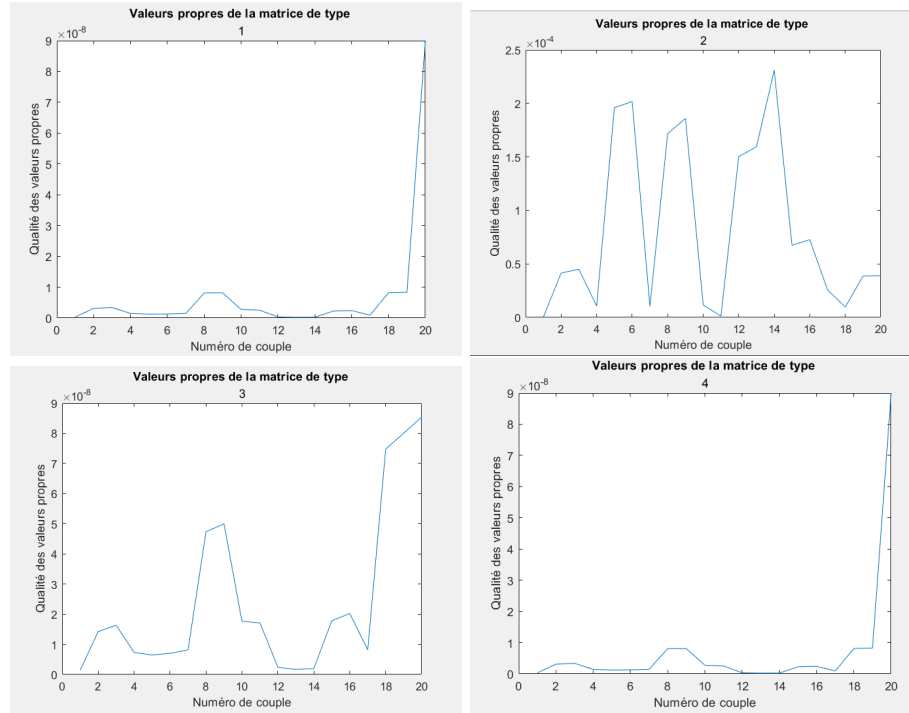 Valeurs propres de la matrice de type
1
×10-8
9
8
7
6
5
4
3
2
1
0
Qualité des valeurs propres
0 2 4 6 8 10 12 14 16 18 20
Numéro de couple
Valeurs propres de la matrice de type
2
×10-4
2.5
2
1.5
1
0.5
0
Qualité des valeurs propres
0 2 4 6 8 10 12 14 16 18 20
Numéro de couple
Valeurs propres de la matrice de type
3
×10-8
9
8
7
6
5
4
3
2
1
0
Qualité des valeurs propres
0 2 4 6 8 10 12 14 16 18 20
Numéro de couple
Valeurs propres de la matrice de type
4
×10-8
9
8
7
6
5
4
3
2
1
0
Qualité des valeurs propres
0 2 4 6 8 10 12 14 16 18 20
Numéro de couple